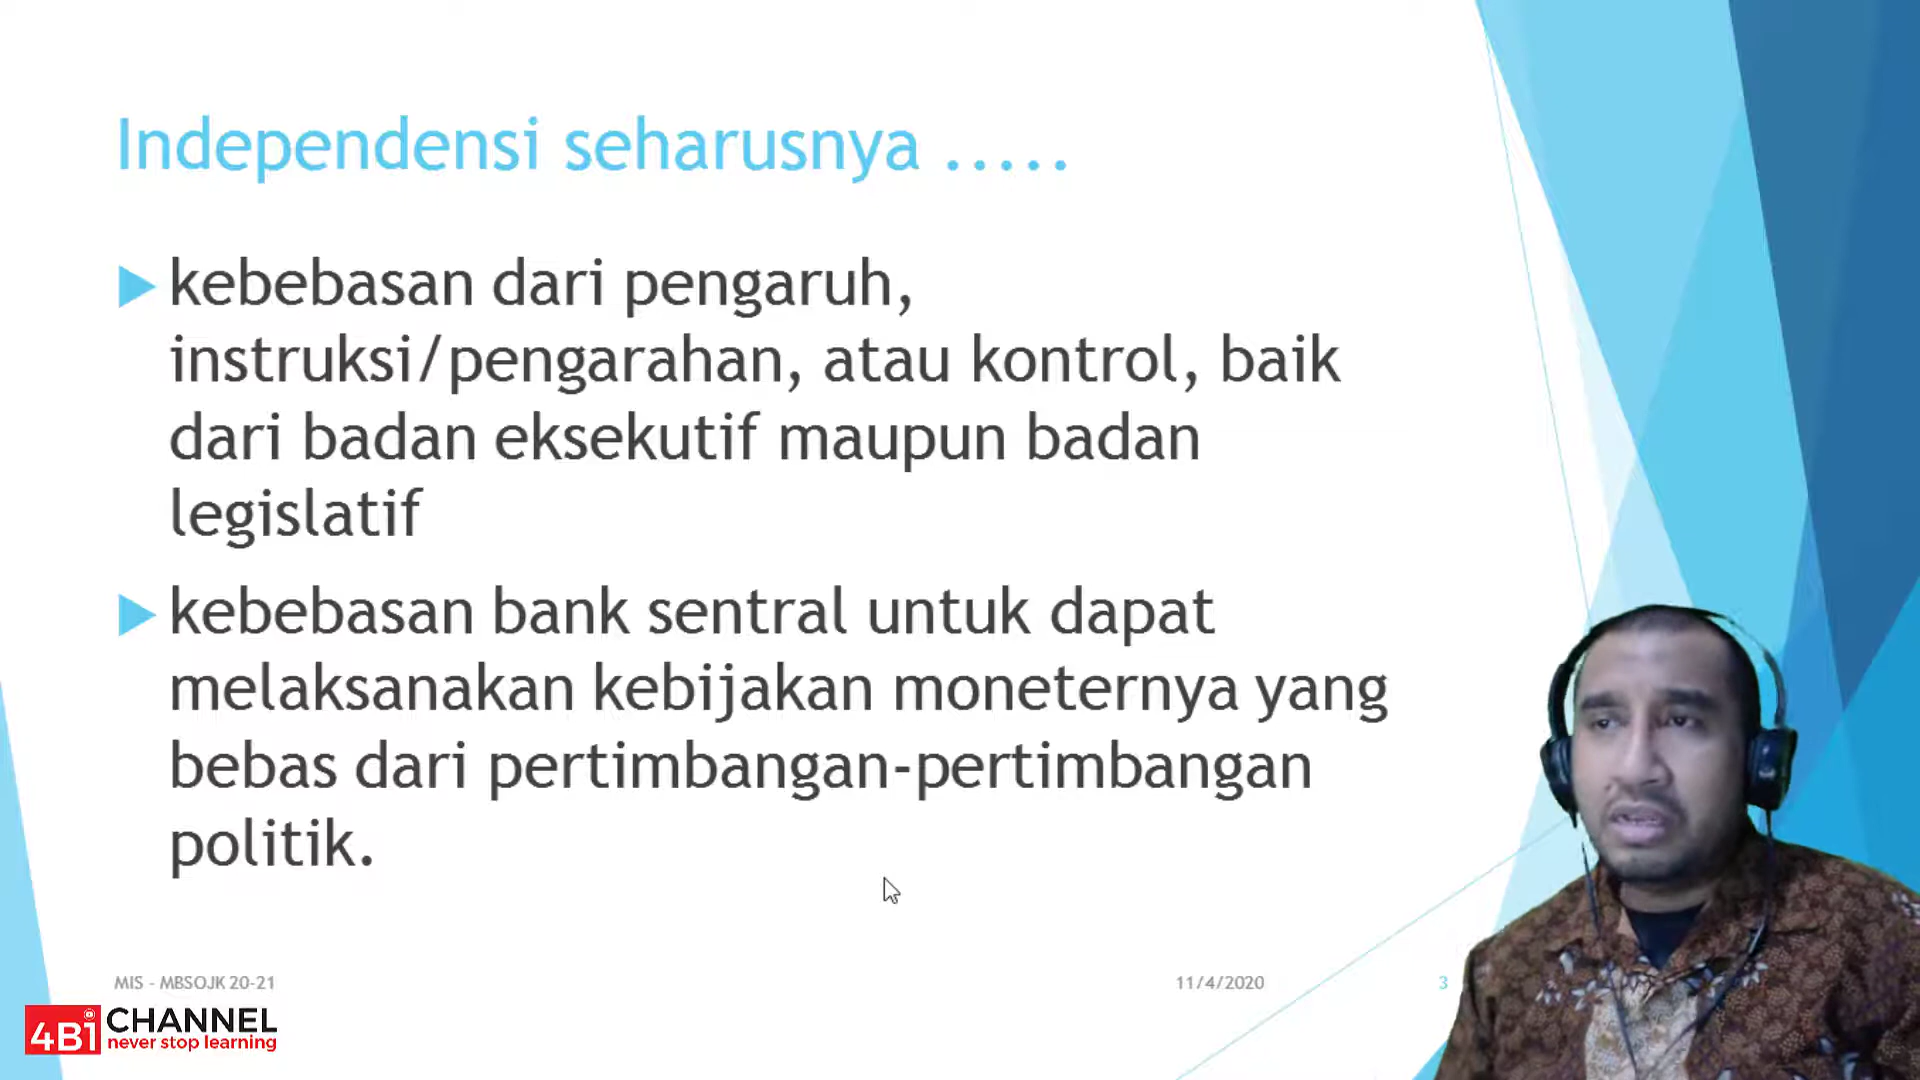 Independensi seharusnya .....
kebebasan dari pengaruh,
instruksi/pengarahan, atau kontrol, baik
dari badan eksekutif maupun badan
legislatif
kebebasan bank sentral untuk dapat
melaksanakan kebijakan moneternya yang
bebas dari pertimbangan-pertimbangan
politik.
MIS - MBSOJK 20-21
11/4/2020
3
4B1 CHANNEL
never stop learning